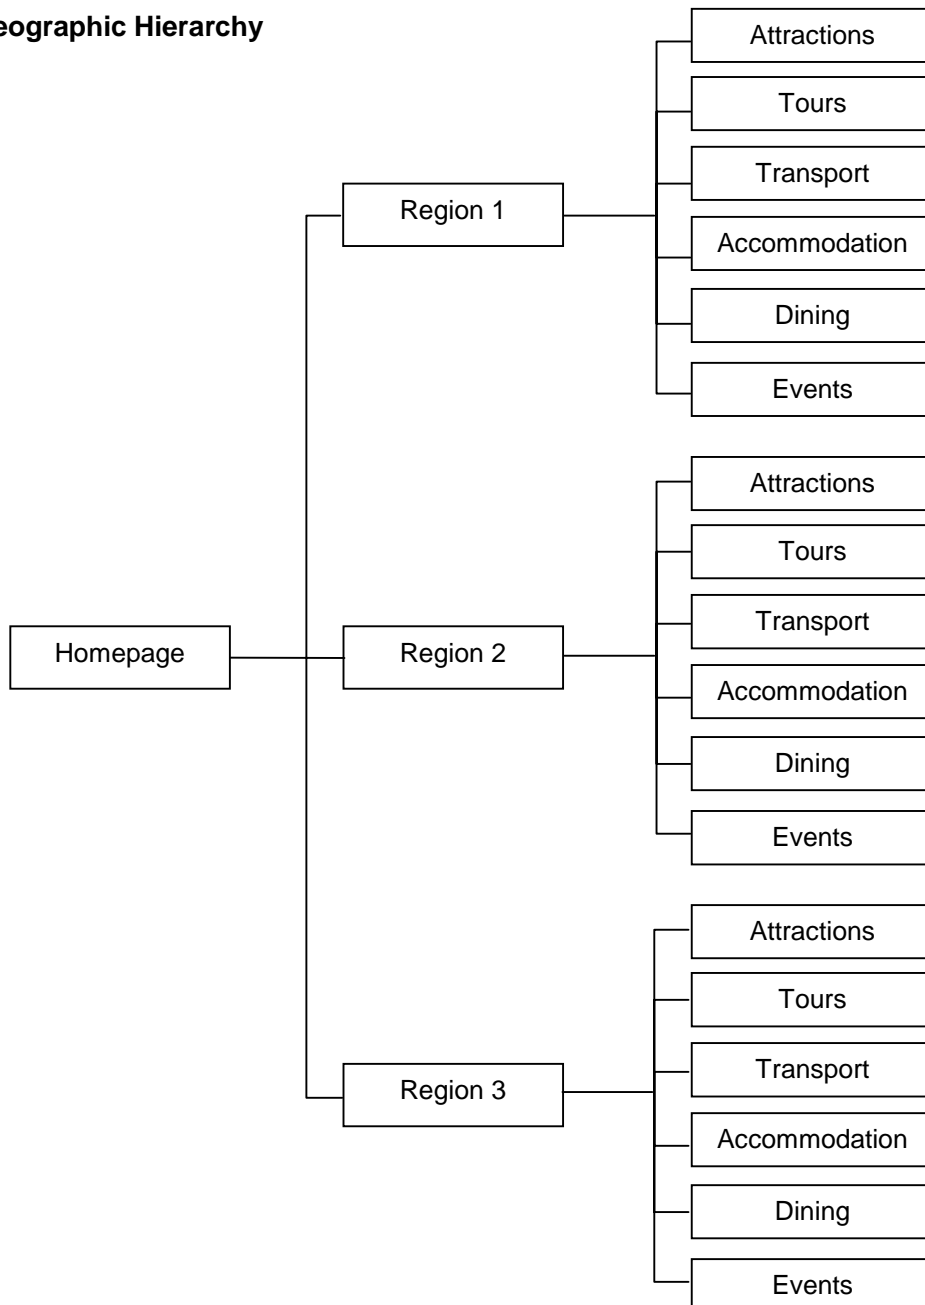 eographic Hierarchy
Attractions
Tours
Transport
Region 1
Accommodation
Dining
Events
Attractions
Tours
Transport
Homepage
Region 2
Accommodation
Dining
Events
Attractions
Tours
Transport
Region 3
Accommodation
Dining
Events